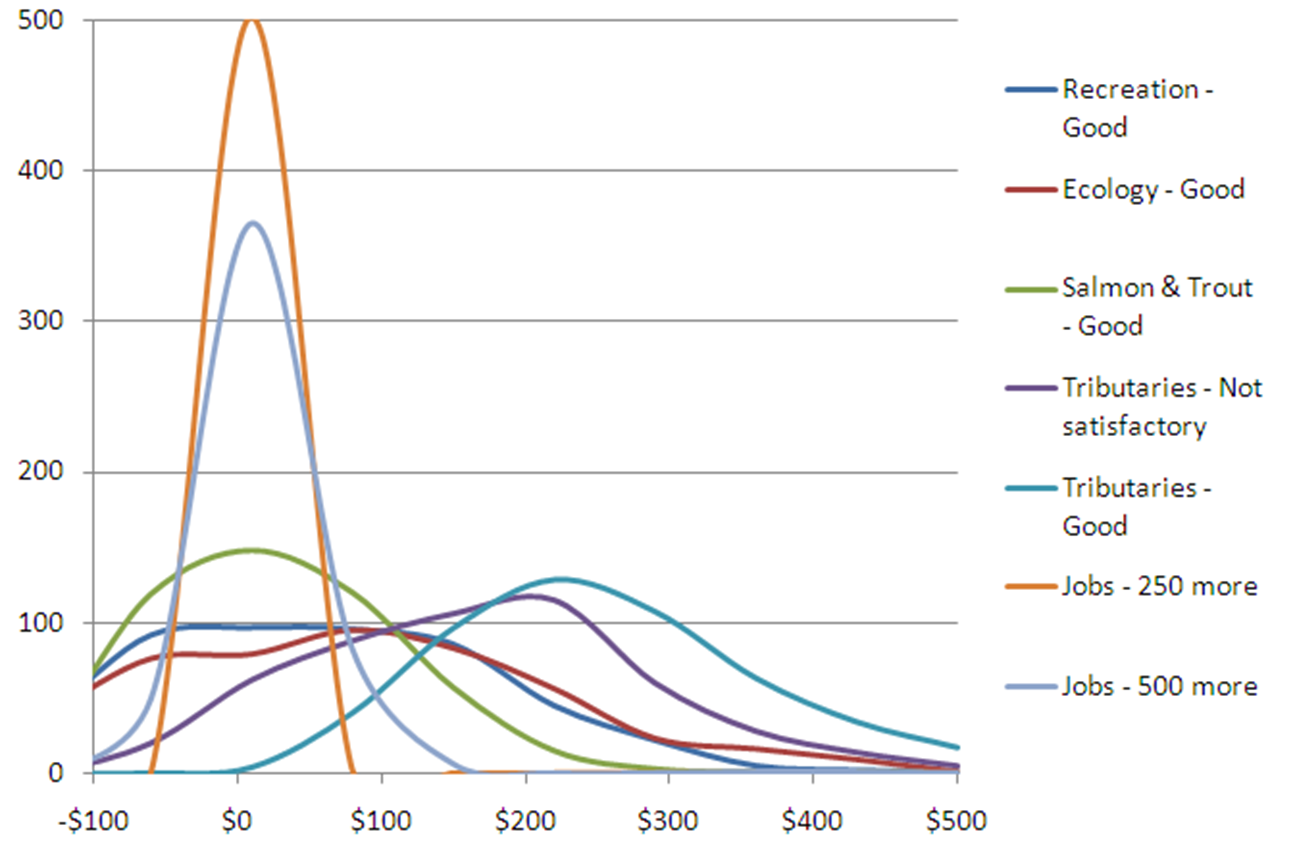 500
400
300
200
100
0
-$100 $0 $100 $200 $300 $400 $500
Recreation -
Good
Ecology - Good
Salmon & Trout
- Good
Tributaries - Not
satisfactory
Tributaries -
Good
Jobs - 250 more
Jobs - 500 more